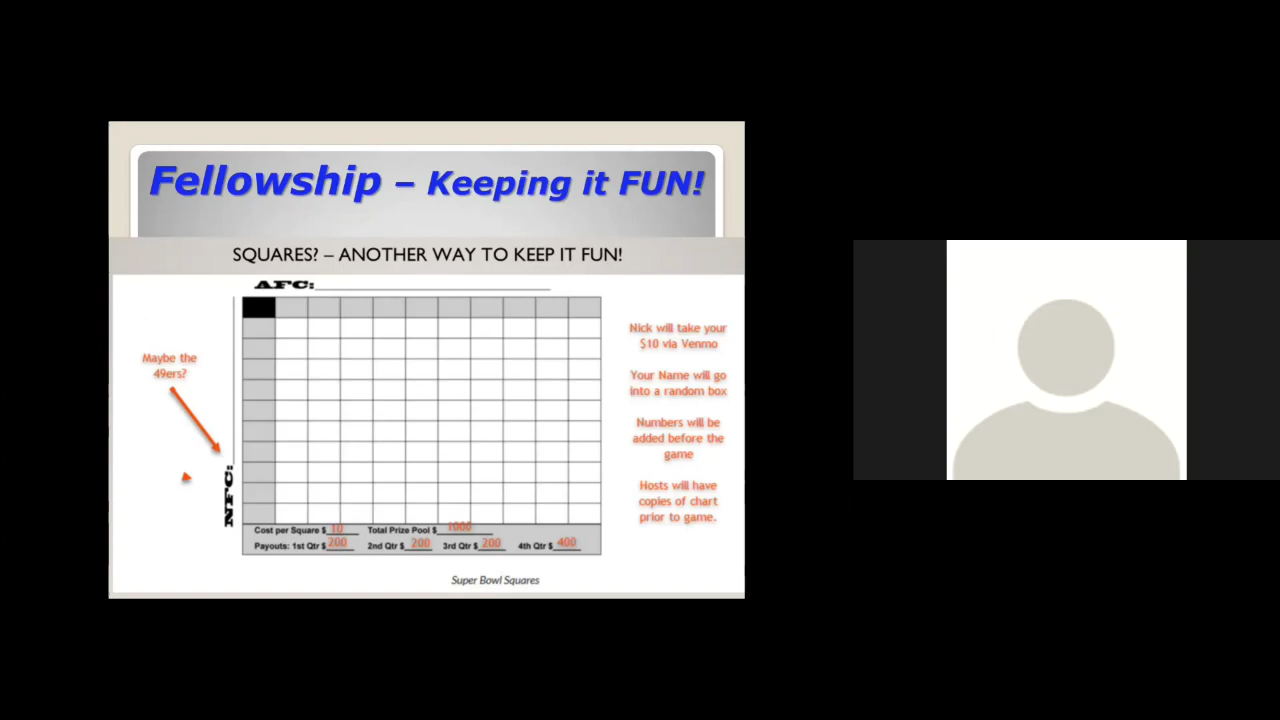 Fellowship – Keeping it FUN!
SQUARES? – ANOTHER WAY TO KEEP IT FUN!
AFC:
Maybe the
49ers?
NFC:
Nick will take your
$10 via Venmo
Your Name will go
into a random box
Numbers will be
added before the
game
Hosts will have
copies of chart
prior to game.
Cost per Square $ 10 Total Prize Pool $ 1000
Payouts: 1st Qtr $ 200 2nd Qtr $ 200 3rd Qtr $ 200 4th Qtr $ 400
Super Bowl Squares